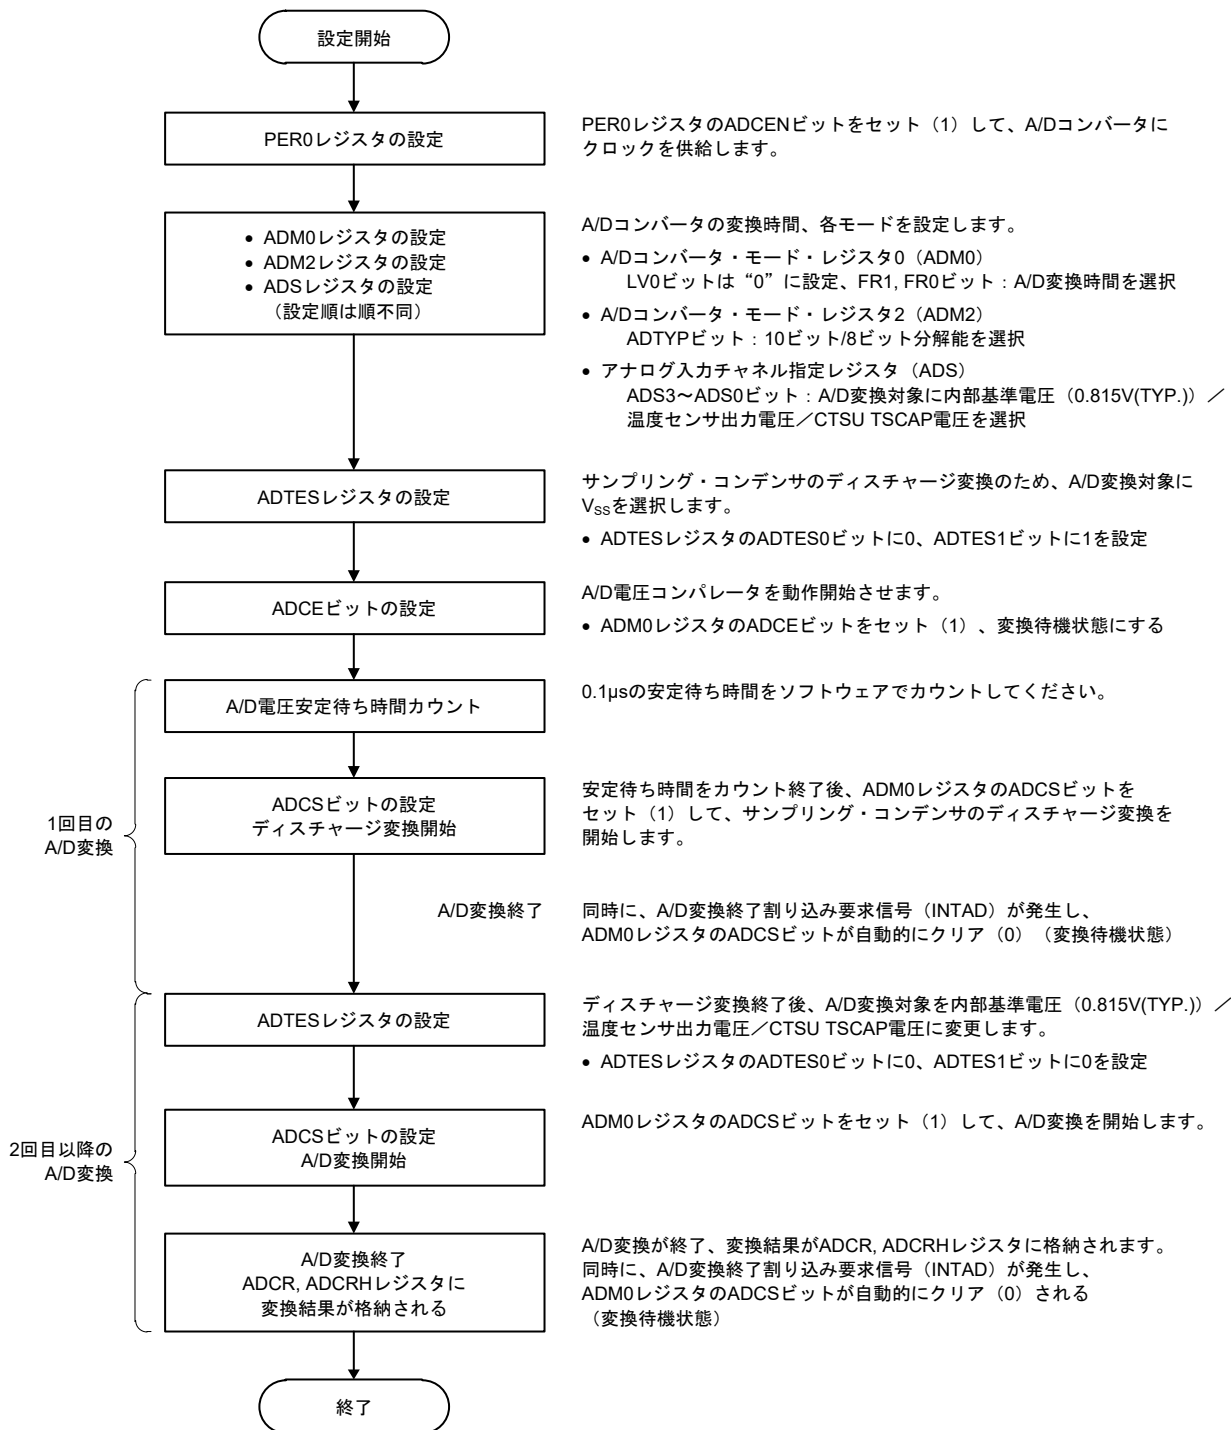 設定開始
PER0レジスタの設定
PER0レジスタのADCENビットをセット（1）して、A/Dコンバータに
クロックを供給します。
• ADM0レジスタの設定
• ADM2レジスタの設定
• ADSレジスタの設定
（設定順は順不同）
A/Dコンバータの変換時間、各モードを設定します。
• A/Dコンバータ・モード・レジスタ0（ADM0）
LV0ビットは“0”に設定、FR1, FR0ビット：A/D変換時間を選択
• A/Dコンバータ・モード・レジスタ2（ADM2）
ADTYPビット：10ビット/8ビット分解能を選択
• アナログ入力チャネル指定レジスタ（ADS）
ADS3～ADS0ビット：A/D変換対象に内部基準電圧（0.815V(TYP.)）／
温度センサ出力電圧／CTSU TSCAP電圧を選択
ADTESレジスタの設定
サンプリング・コンデンサのディスチャージ変換のため、A/D変換対象に
VSSを選択します。
• ADTESレジスタのADTES0ビットに0、ADTES1ビットに1を設定
ADCEビットの設定
A/D電圧コンパレータを動作開始させます。
• ADM0レジスタのADCEビットをセット（1）、変換待機状態にする
1回目の
A/D変換
A/D電圧安定待ち時間カウント
0.1μsの安定待ち時間をソフトウェアでカウントしてください。
ADCSビットの設定
ディスチャージ変換開始
安定待ち時間をカウント終了後、ADM0レジスタのADCSビットを
セット（1）して、サンプリング・コンデンサのディスチャージ変換を
開始します。
A/D変換終了
同時に、A/D変換終了割り込み要求信号（INTAD）が発生し、
ADM0レジスタのADCSビットが自動的にクリア（0）（変換待機状態）
2回目以降の
A/D変換
ADTESレジスタの設定
ディスチャージ変換終了後、A/D変換対象を内部基準電圧（0.815V(TYP.)）／
温度センサ出力電圧／CTSU TSCAP電圧に変更します。
• ADTESレジスタのADTES0ビットに0、ADTES1ビットに0を設定
ADCSビットの設定
A/D変換開始
ADM0レジスタのADCSビットをセット（1）して、A/D変換を開始します。
A/D変換終了
ADCR, ADCRHレジスタに
変換結果が格納される
A/D変換が終了、変換結果がADCR, ADCRHレジスタに格納されます。
同時に、A/D変換終了割り込み要求信号（INTAD）が発生し、
ADM0レジスタのADCSビットが自動的にクリア（0）される
（変換待機状態）
終了